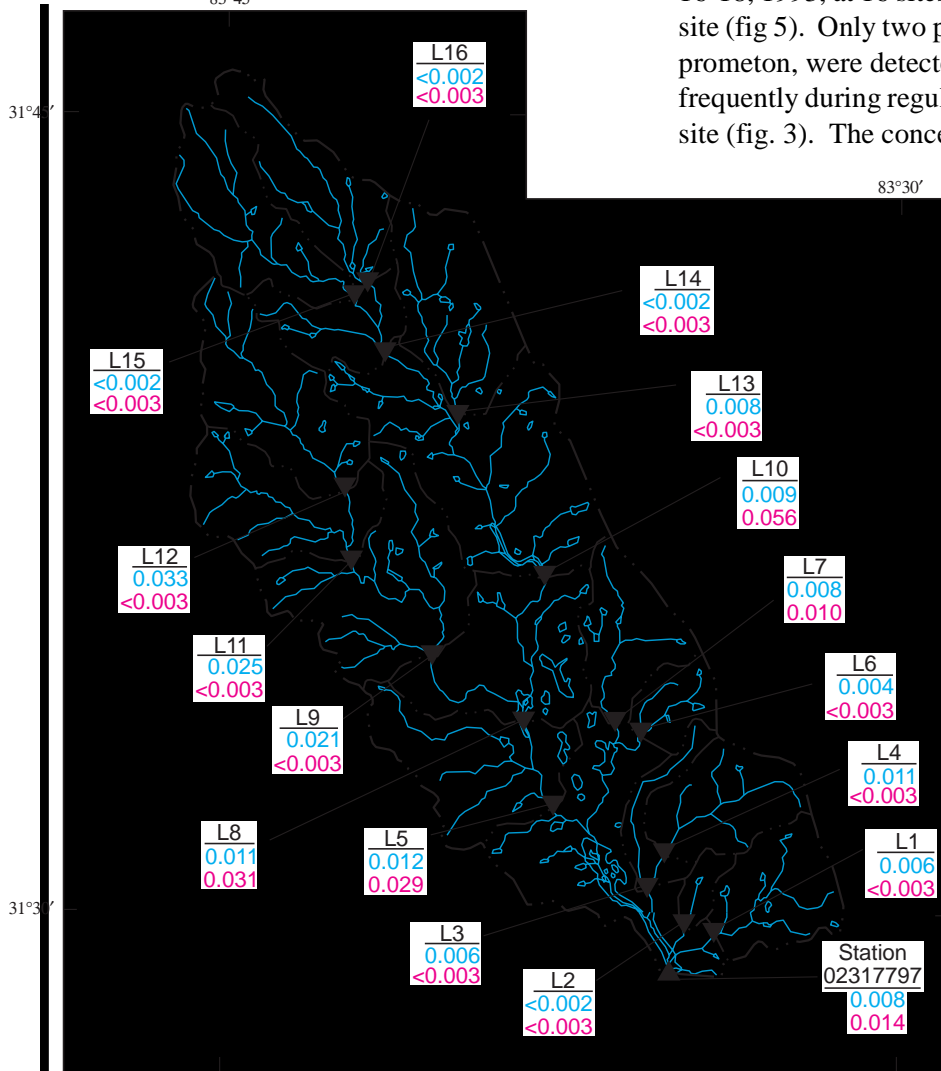 site (fig 5). Only two p
prometon, were detecte
frequently during regul
site (fig. 3). The conce
31°45′
83°30′
L16
<0.002
<0.003
L14
<0.002
<0.003
L15
<0.002
<0.003
L13
0.008
<0.003
L10
0.009
0.056
L12
0.033
<0.003
L7
0.008
0.010
L11
0.025
<0.003
L6
0.004
<0.003
L9
0.021
<0.003
L4
0.011
<0.003
L8
0.011
0.031
L5
0.012
0.029
L1
0.006
<0.003
31°30′
L3
0.006
<0.003
L2
<0.002
<0.003
Station
02317797
0.008
0.014